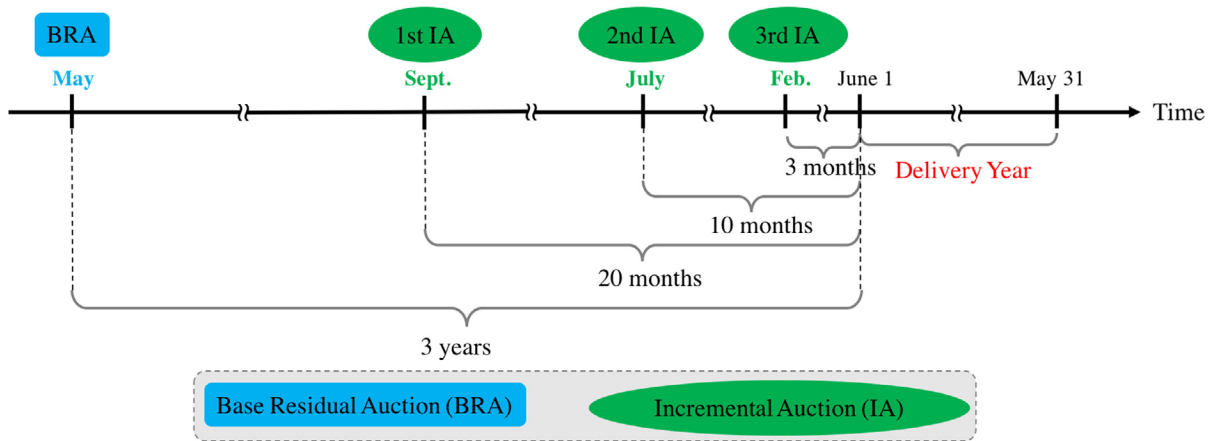 BRA
1st IA
2nd IA
3rd IA
May
Sept.
July
Feb.
June 1
May 31
Time
3 months
Delivery Year
10 months
20 months
3 years
Base Residual Auction (BRA)
Incremental Auction (IA)